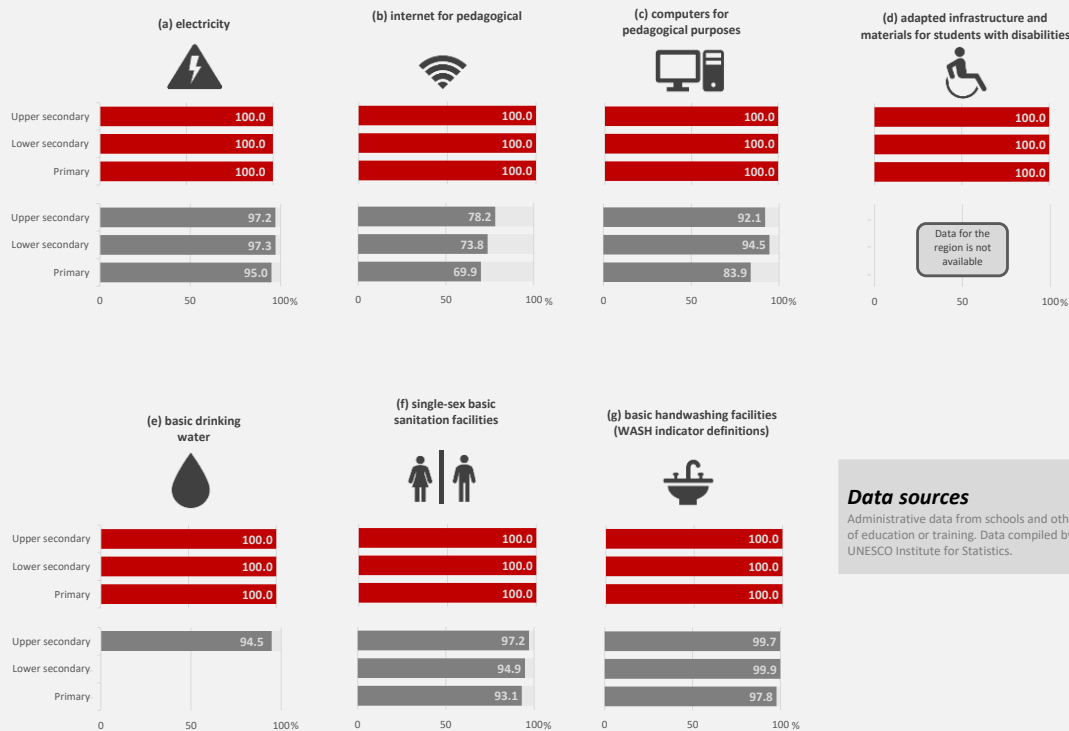 (a) electricity
(b) internet for pedagogical
(c) computers for
pedagogical purposes
(d) adapted infrastructure and
materials for students with disabilities
Upper secondary
100.0
100.0
100.0
100.0
Lower secondary
100.0
100.0
100.0
100.0
Primary
100.0
100.0
100.0
100.0
Upper secondary
97.2
78.2
92.1
Lower secondary
97.3
73.8
94.5
Primary
95.0
69.9
83.9
Data for the
region is not
available
0 50 100%
0 50 100%
0 50 100%
0 50 100%
(e) basic drinking
water
(f) single-sex basic
sanitation facilities
(g) basic handwashing facilities
(WASH indicator definitions)
Upper secondary
100.0
100.0
100.0
Lower secondary
100.0
100.0
100.0
Primary
100.0
100.0
100.0
Upper secondary
94.5
97.2
99.7
Lower secondary
94.9
99.9
Primary
93.1
97.8
0 50 100%
0 50 100%
0 50 100%
Data sources
Administrative data from schools and oth
of education or training. Data compiled by
UNESCO Institute for Statistics.